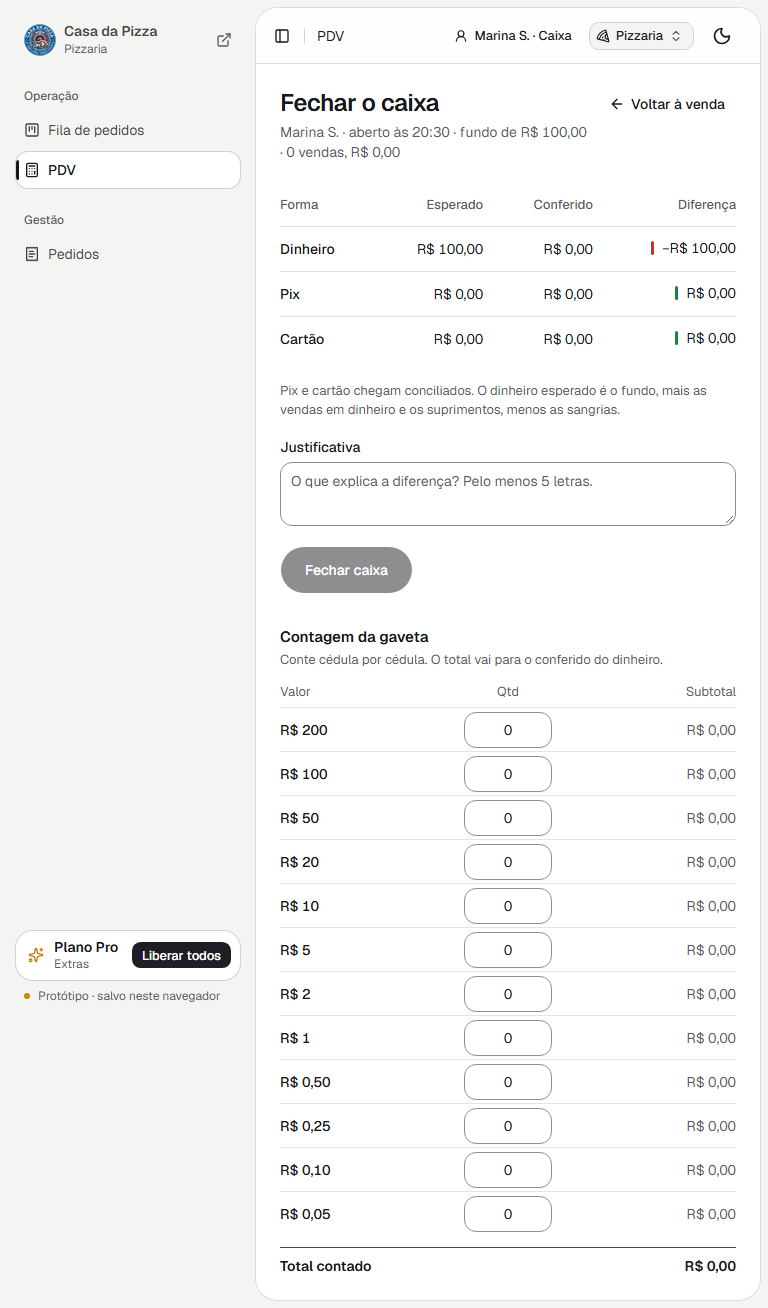 Casa da Pizza
Pizzaria
Operação
Fila de pedidos
PDV
Gestão
Pedidos
Plano Pro
Extras
Liberar todos
Protótipo · salvo neste navegador
PDV
Marina S. · Caixa
Pizzaria
Fechar o caixa
Voltar à venda
Marina S. · aberto às 20:30 · fundo de R$ 100,00
· 0 vendas, R$ 0,00
Forma Esperado Conferido Diferença
Dinheiro R$ 100,00 R$ 0,00 −R$ 100,00
Pix R$ 0,00 R$ 0,00 R$ 0,00
Cartão R$ 0,00 R$ 0,00 R$ 0,00
Pix e cartão chegam conciliados. O dinheiro esperado é o fundo, mais as
vendas em dinheiro e os suprimentos, menos as sangrias.
Justificativa
O que explica a diferença? Pelo menos 5 letras.
Fechar caixa
Contagem da gaveta
Conte cédula por cédula. O total vai para o conferido do dinheiro.
Valor Qtd Subtotal
R$ 200 0 R$ 0,00
R$ 100 0 R$ 0,00
R$ 50 0 R$ 0,00
R$ 20 0 R$ 0,00
R$ 10 0 R$ 0,00
R$ 5 0 R$ 0,00
R$ 2 0 R$ 0,00
R$ 1 0 R$ 0,00
R$ 0,50 0 R$ 0,00
R$ 0,25 0 R$ 0,00
R$ 0,10 0 R$ 0,00
R$ 0,05 0 R$ 0,00
Total contado R$ 0,00